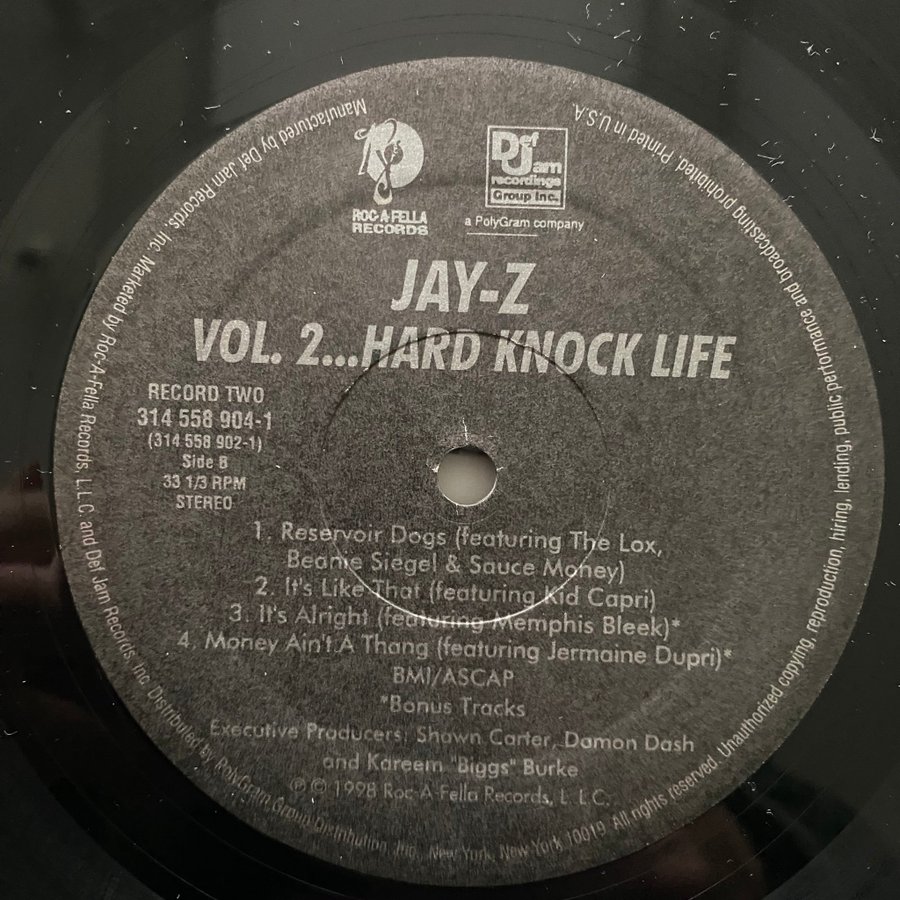 Manufactured by Def Jam Records, Inc. Marketed by Roc-A-Fella Records, L.L.C. and Def Jam Records, Inc. Distributed by PolyGram Group Distribution, Inc., New York, New York 10019. All rights reserved. Unauthorized copying, reproduction, hiring, lending, public performance and broadcasting prohibited. Printed in U.S.A
ROC-A-FELLA
RECORDS
Def
Jam
recordings
Group Inc.
a PolyGram company
JAY-Z
VOL. 2...HARD KNOCK LIFE
RECORD TWO
314 558 904-1
(314 558 902-1)
Side B
33 1/3 RPM
STEREO
1. Reservoir Dogs (featuring The Lox,
Beanie Siegel & Sauce Money)
2. It's Like That (featuring Kid Capri)
3. It's Alright (featuring Memphis Bleek)*
4. Money Ain't A Thang (featuring Jermaine Dupri)*
BMI/ASCAP
*Bonus Tracks
Executive Producers: Shawn Carter, Damon Dash
and Kareem "Biggs" Burke
℗ © 1998 Roc-A-Fella Records, L.L.C.